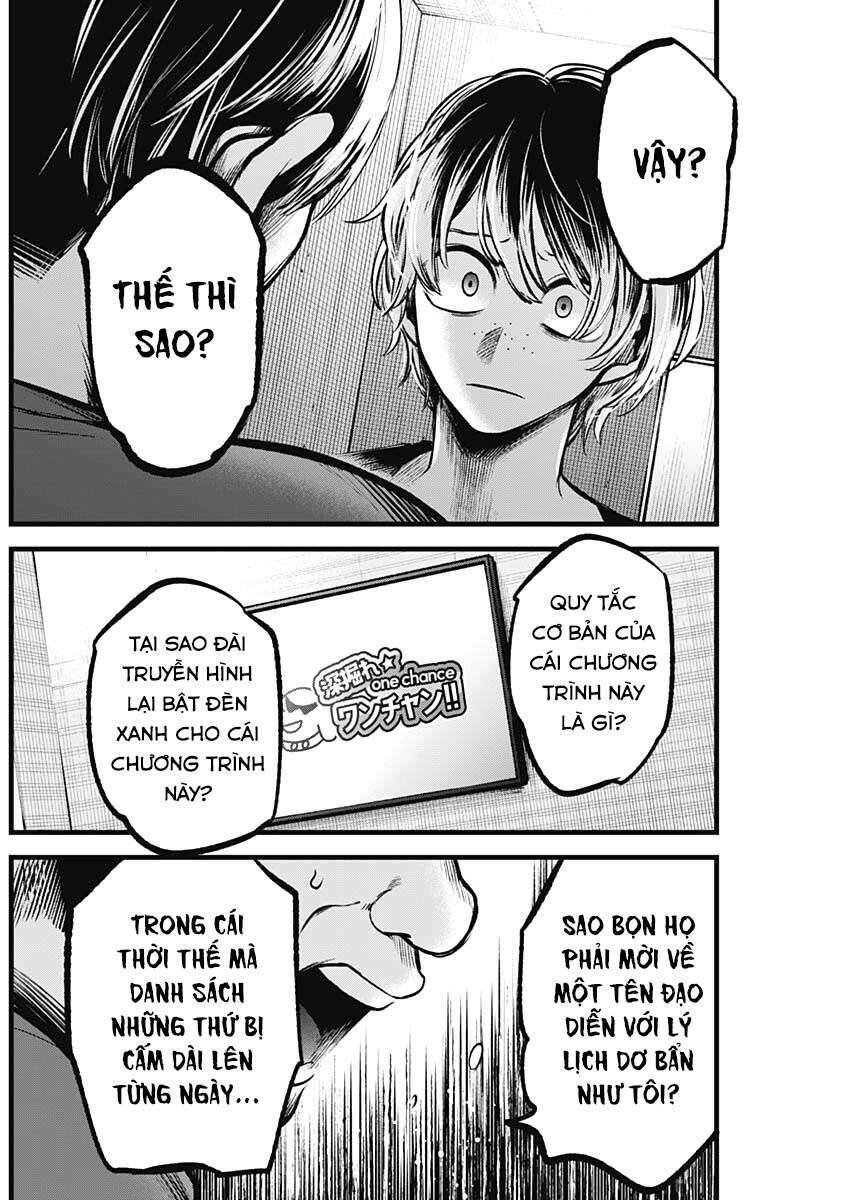 VẬY?
THẾ THÌ
SAO?
QUY TẮC
CƠ BẢN CỦA
CÁI CHƯƠNG
TRÌNH NÀY
LÀ GÌ?
TẠI SAO ĐÀI
TRUYỀN HÌNH
LẠI BẬT ĐÈN
XANH CHO CÁI
CHƯƠNG TRÌNH
NÀY?
深掘れ☆
one chance
ワンチャン!!
SAO BỌN HỌ
PHẢI MỜI VỀ
MỘT TÊN ĐẠO
DIỄN VỚI LÝ
LỊCH DƠ BẨN
NHƯ TÔI?
TRONG CÁI
THỜI THẾ MÀ
DANH SÁCH
NHỮNG THỨ BỊ
CẤM DÀI LÊN
TỪNG NGÀY...